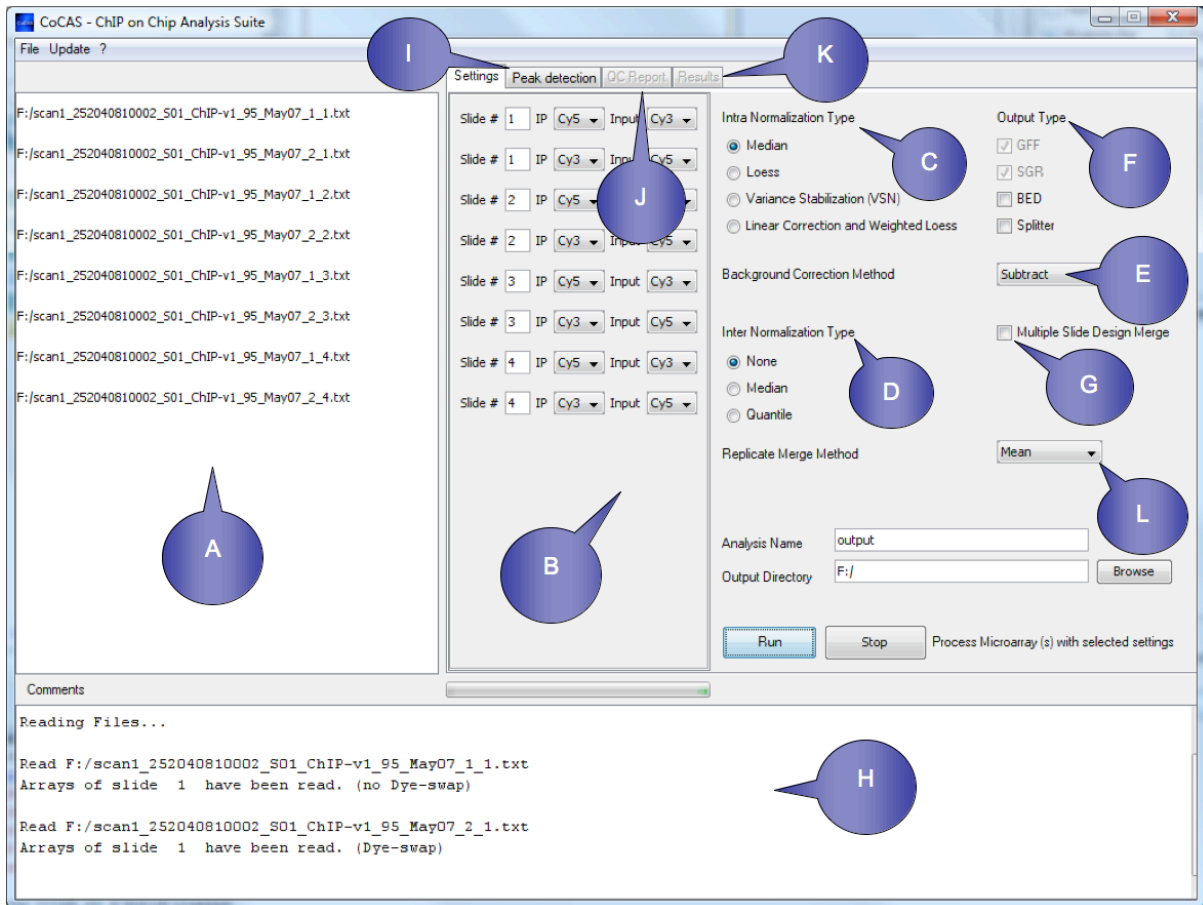 CoCAS - ChIP on Chip Analysis Suite
File Update ?
I
K
Settings Peak detection QC Report Results
F:/scan1_252040810002_S01_ChIP-v1_95_May07_1_1.txt
F:/scan1_252040810002_S01_ChIP-v1_95_May07_2_1.txt
F:/scan1_252040810002_S01_ChIP-v1_95_May07_1_2.txt
F:/scan1_252040810002_S01_ChIP-v1_95_May07_2_2.txt
F:/scan1_252040810002_S01_ChIP-v1_95_May07_1_3.txt
F:/scan1_252040810002_S01_ChIP-v1_95_May07_2_3.txt
F:/scan1_252040810002_S01_ChIP-v1_95_May07_1_4.txt
F:/scan1_252040810002_S01_ChIP-v1_95_May07_2_4.txt
A
Slide # 1 IP Cy5 Input Cy3
Slide # 1 IP Cy3 Input Cy5
Slide # 2 IP Cy5
Slide # 2 IP Cy3 Input Cy5
Slide # 3 IP Cy5 Input Cy3
Slide # 3 IP Cy3 Input Cy5
Slide # 4 IP Cy5 Input Cy3
Slide # 4 IP Cy3 Input Cy5
J
B
Intra Normalization Type
Median
Loess
Variance Stabilization (VSN)
Linear Correction and Weighted Loess
C
Output Type
GFF
SGR
BED
Splitter
F
Background Correction Method
Subtract
E
Inter Normalization Type
None
Median
Quantile
D
Multiple Slide Design Merge
G
Replicate Merge Method
Mean
L
Analysis Name output
Output Directory F:/ Browse
Run Stop Process Microarray (s) with selected settings
Comments
Reading Files...
Read F:/scan1_252040810002_S01_ChIP-v1_95_May07_1_1.txt
Arrays of slide 1 have been read. (no Dye-swap)
Read F:/scan1_252040810002_S01_ChIP-v1_95_May07_2_1.txt
Arrays of slide 1 have been read. (Dye-swap)
H